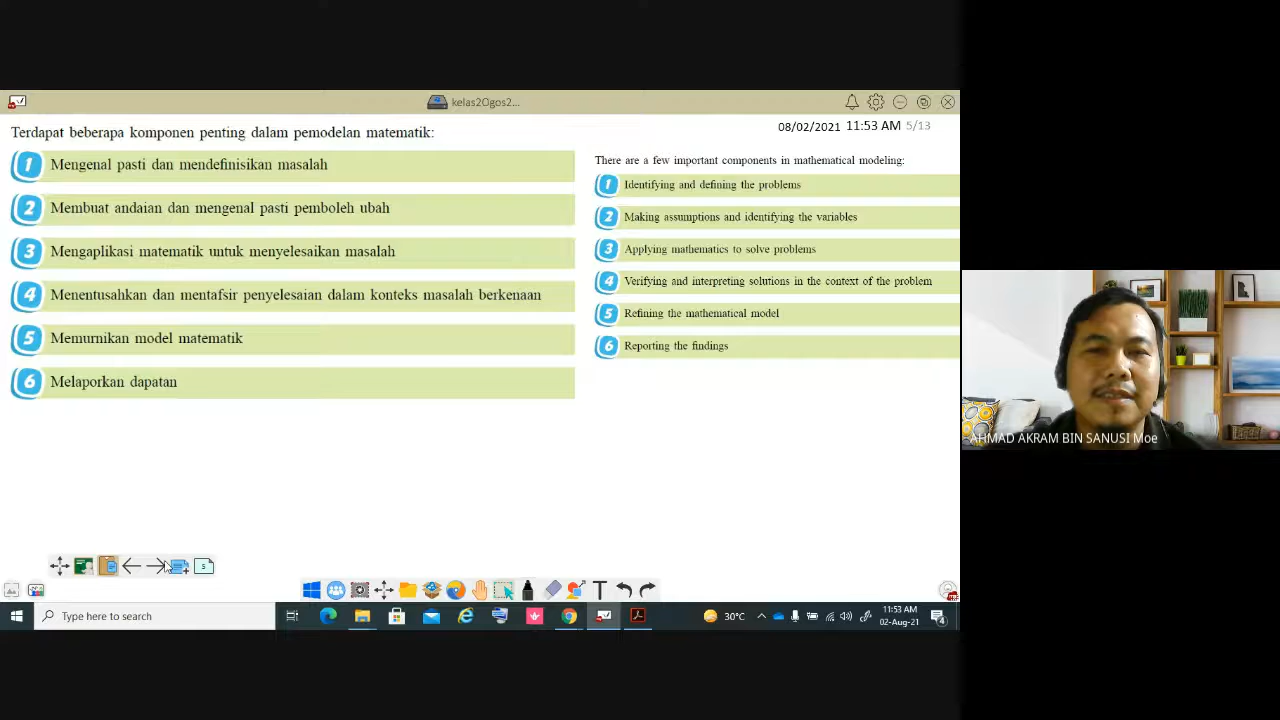 kelas2Ogos2...
08/02/2021 11:53 AM 5/13
Terdapat beberapa komponen penting dalam pemodelan matematik:
1 Mengenal pasti dan mendefinisikan masalah
2 Membuat andaian dan mengenal pasti pemboleh ubah
3 Mengaplikasi matematik untuk menyelesaikan masalah
4 Menentusahkan dan mentafsir penyelesaian dalam konteks masalah berkenaan
5 Memurnikan model matematik
6 Melaporkan dapatan
There are a few important components in mathematical modeling:
1 Identifying and defining the problems
2 Making assumptions and identifying the variables
3 Applying mathematics to solve problems
4 Verifying and interpreting solutions in the context of the problem
5 Refining the mathematical model
6 Reporting the findings
AHMAD AKRAM BIN SANUSI Moe
5
Type here to search
30°C
11:53 AM
02-Aug-21
4